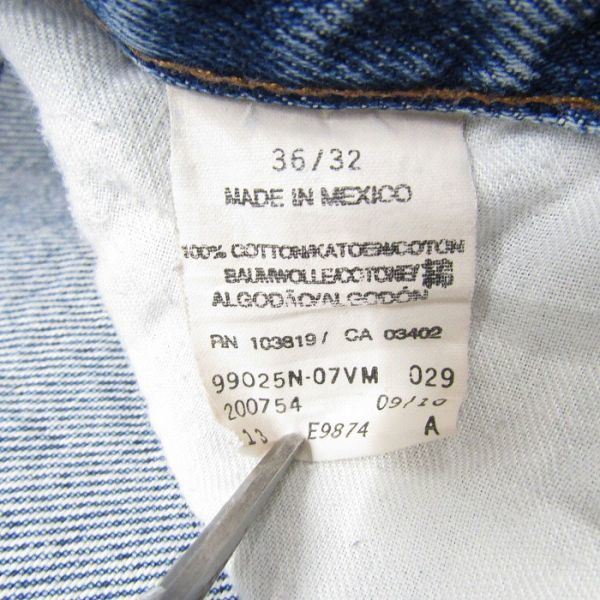 36/32
MADE IN MEXICO
100% COTTON/KATOEN/COTON
BAUMWOLLE/COTONE/綿
ALGODÃO/ALGODÓN
RN 103819/ CA 03402
99025N-07VM 029
200754 09/10
13 E9874 A